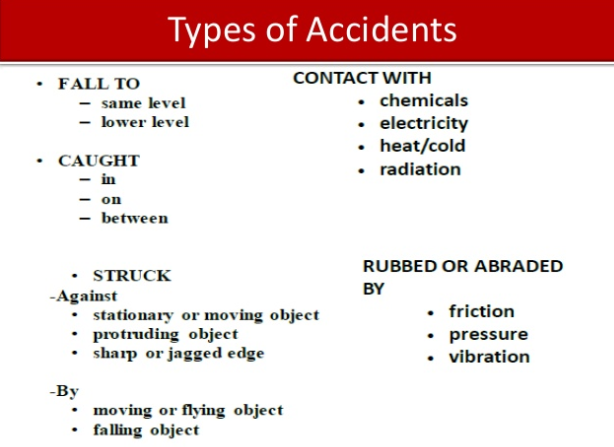 Types of Accidents
• FALL TO
– same level
– lower level
• CAUGHT
– in
– on
– between
CONTACT WITH
• chemicals
• electricity
• heat/cold
• radiation
• STRUCK
-Against
• stationary or moving object
• protruding object
• sharp or jagged edge
-By
• moving or flying object
• falling object
RUBBED OR ABRADED
BY
• friction
• pressure
• vibration